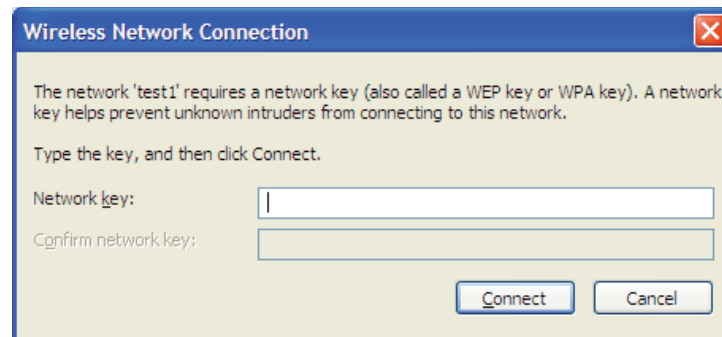 Wireless Network Connection
The network 'test1' requires a network key (also called a WEP key or WPA key). A network
key helps prevent unknown intruders from connecting to this network.
Type the key, and then click Connect.
Network key:
Confirm network key:
Connect Cancel